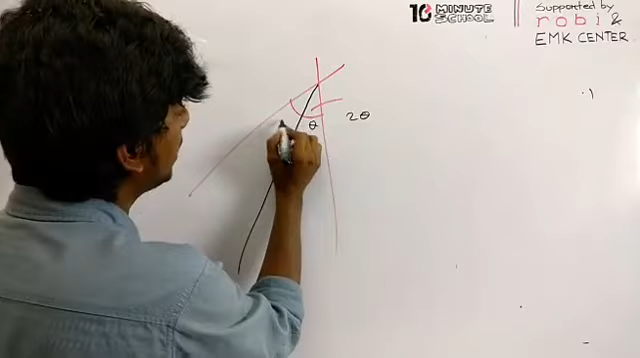 10 MINUTE
SCHOOL
Supported by
robi &
EMK CENTER
2θ
θ